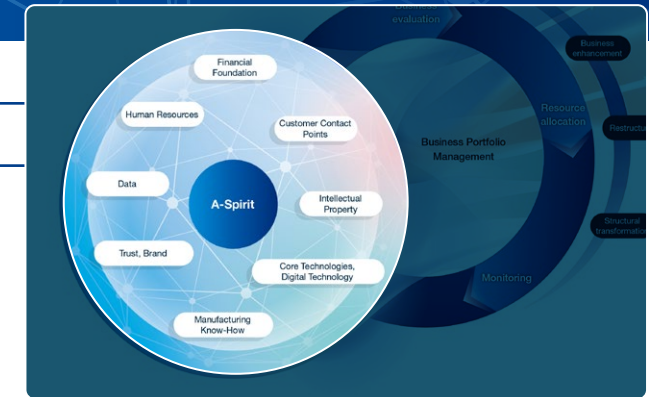 Business
evaluation
Business
enhancement
Financial
Foundation
Human Resources
Customer Contact
Points
Resource
allocation
Business Portfolio
Management
Data
A-Spirit
Intellectual
Property
Structural
transformation
Trust, Brand
Core Technologies,
Digital Technology
Monitoring
Manufacturing
Know-How